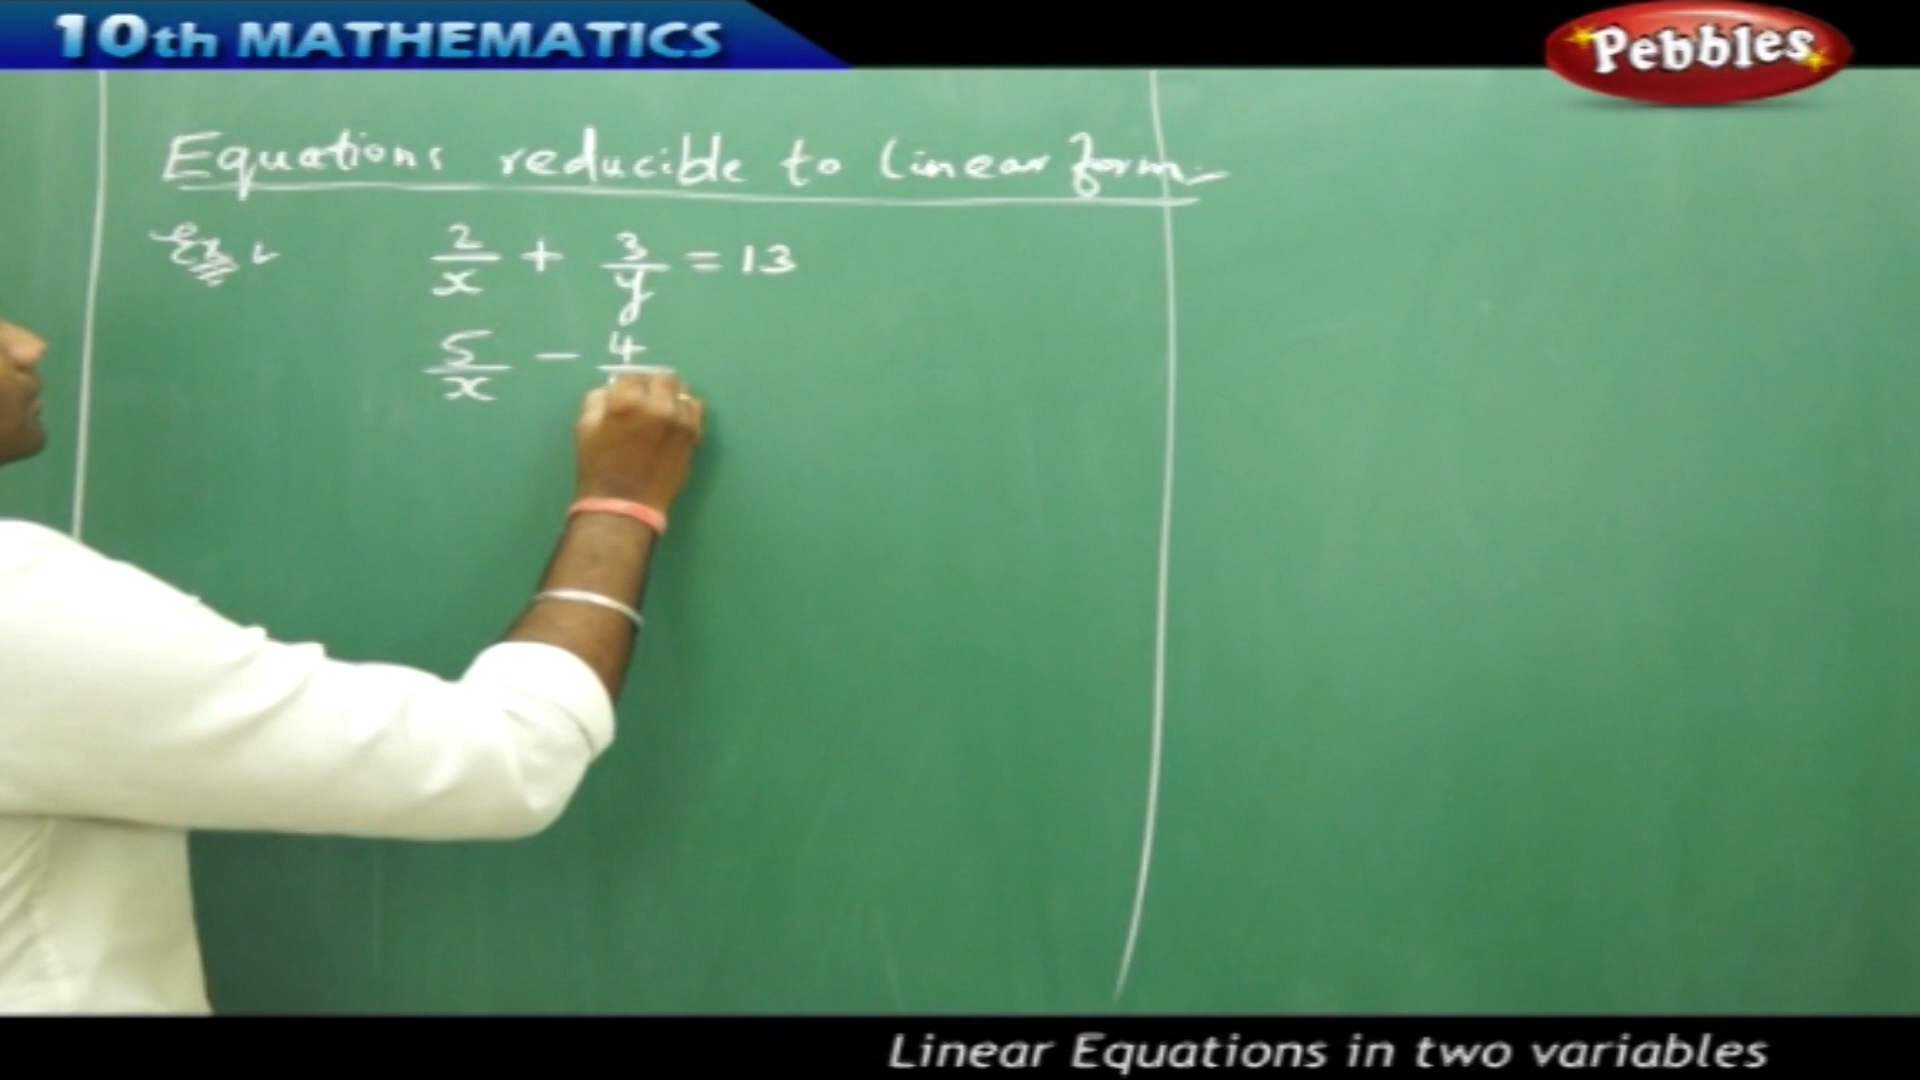 10th MATHEMATICS
Pebbles
Equations reducible to linear form
Ex 1
2/x + 3/y = 13
5/x - 4
Linear Equations in two variables